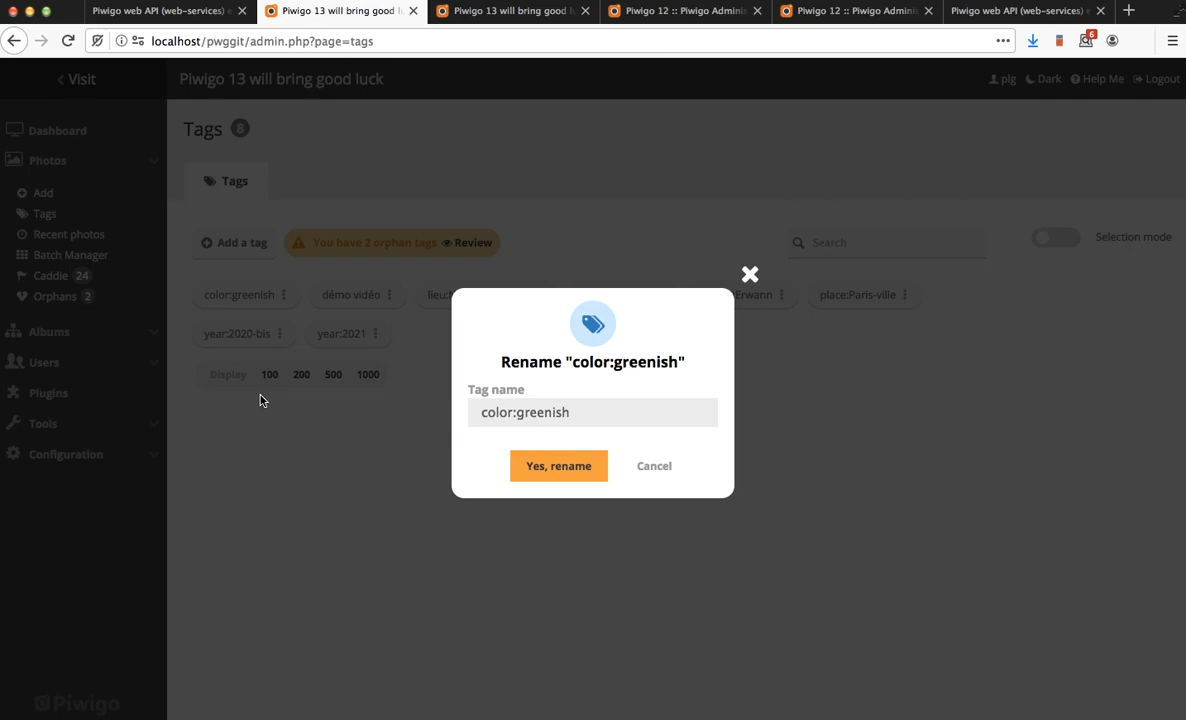 Piwigo web API (web-services) e
Piwigo 13 will bring good l
Piwigo 13 will bring good l
Piwigo 12 :: Piwigo Adminis
Piwigo 12 :: Piwigo Adminis
Piwigo web API (web-services) e
localhost/pwggit/admin.php?page=tags
6
Visit
Piwigo 13 will bring good luck
plg
Dark
Help Me
Logout
Dashboard
Photos
Add
Tags
Recent photos
Batch Manager
Caddie 24
Orphans 2
Albums
Users
Plugins
Tools
Configuration
Piwigo
Tags 8
Tags
Add a tag
You have 2 orphan tags Review
Search
Selection mode
color:greenish
démo vidéo
Erwann
place:Paris-ville
year:2020-bis
year:2021
Display 100 200 500 1000
Rename "color:greenish"
Tag name
color:greenish
Yes, rename
Cancel